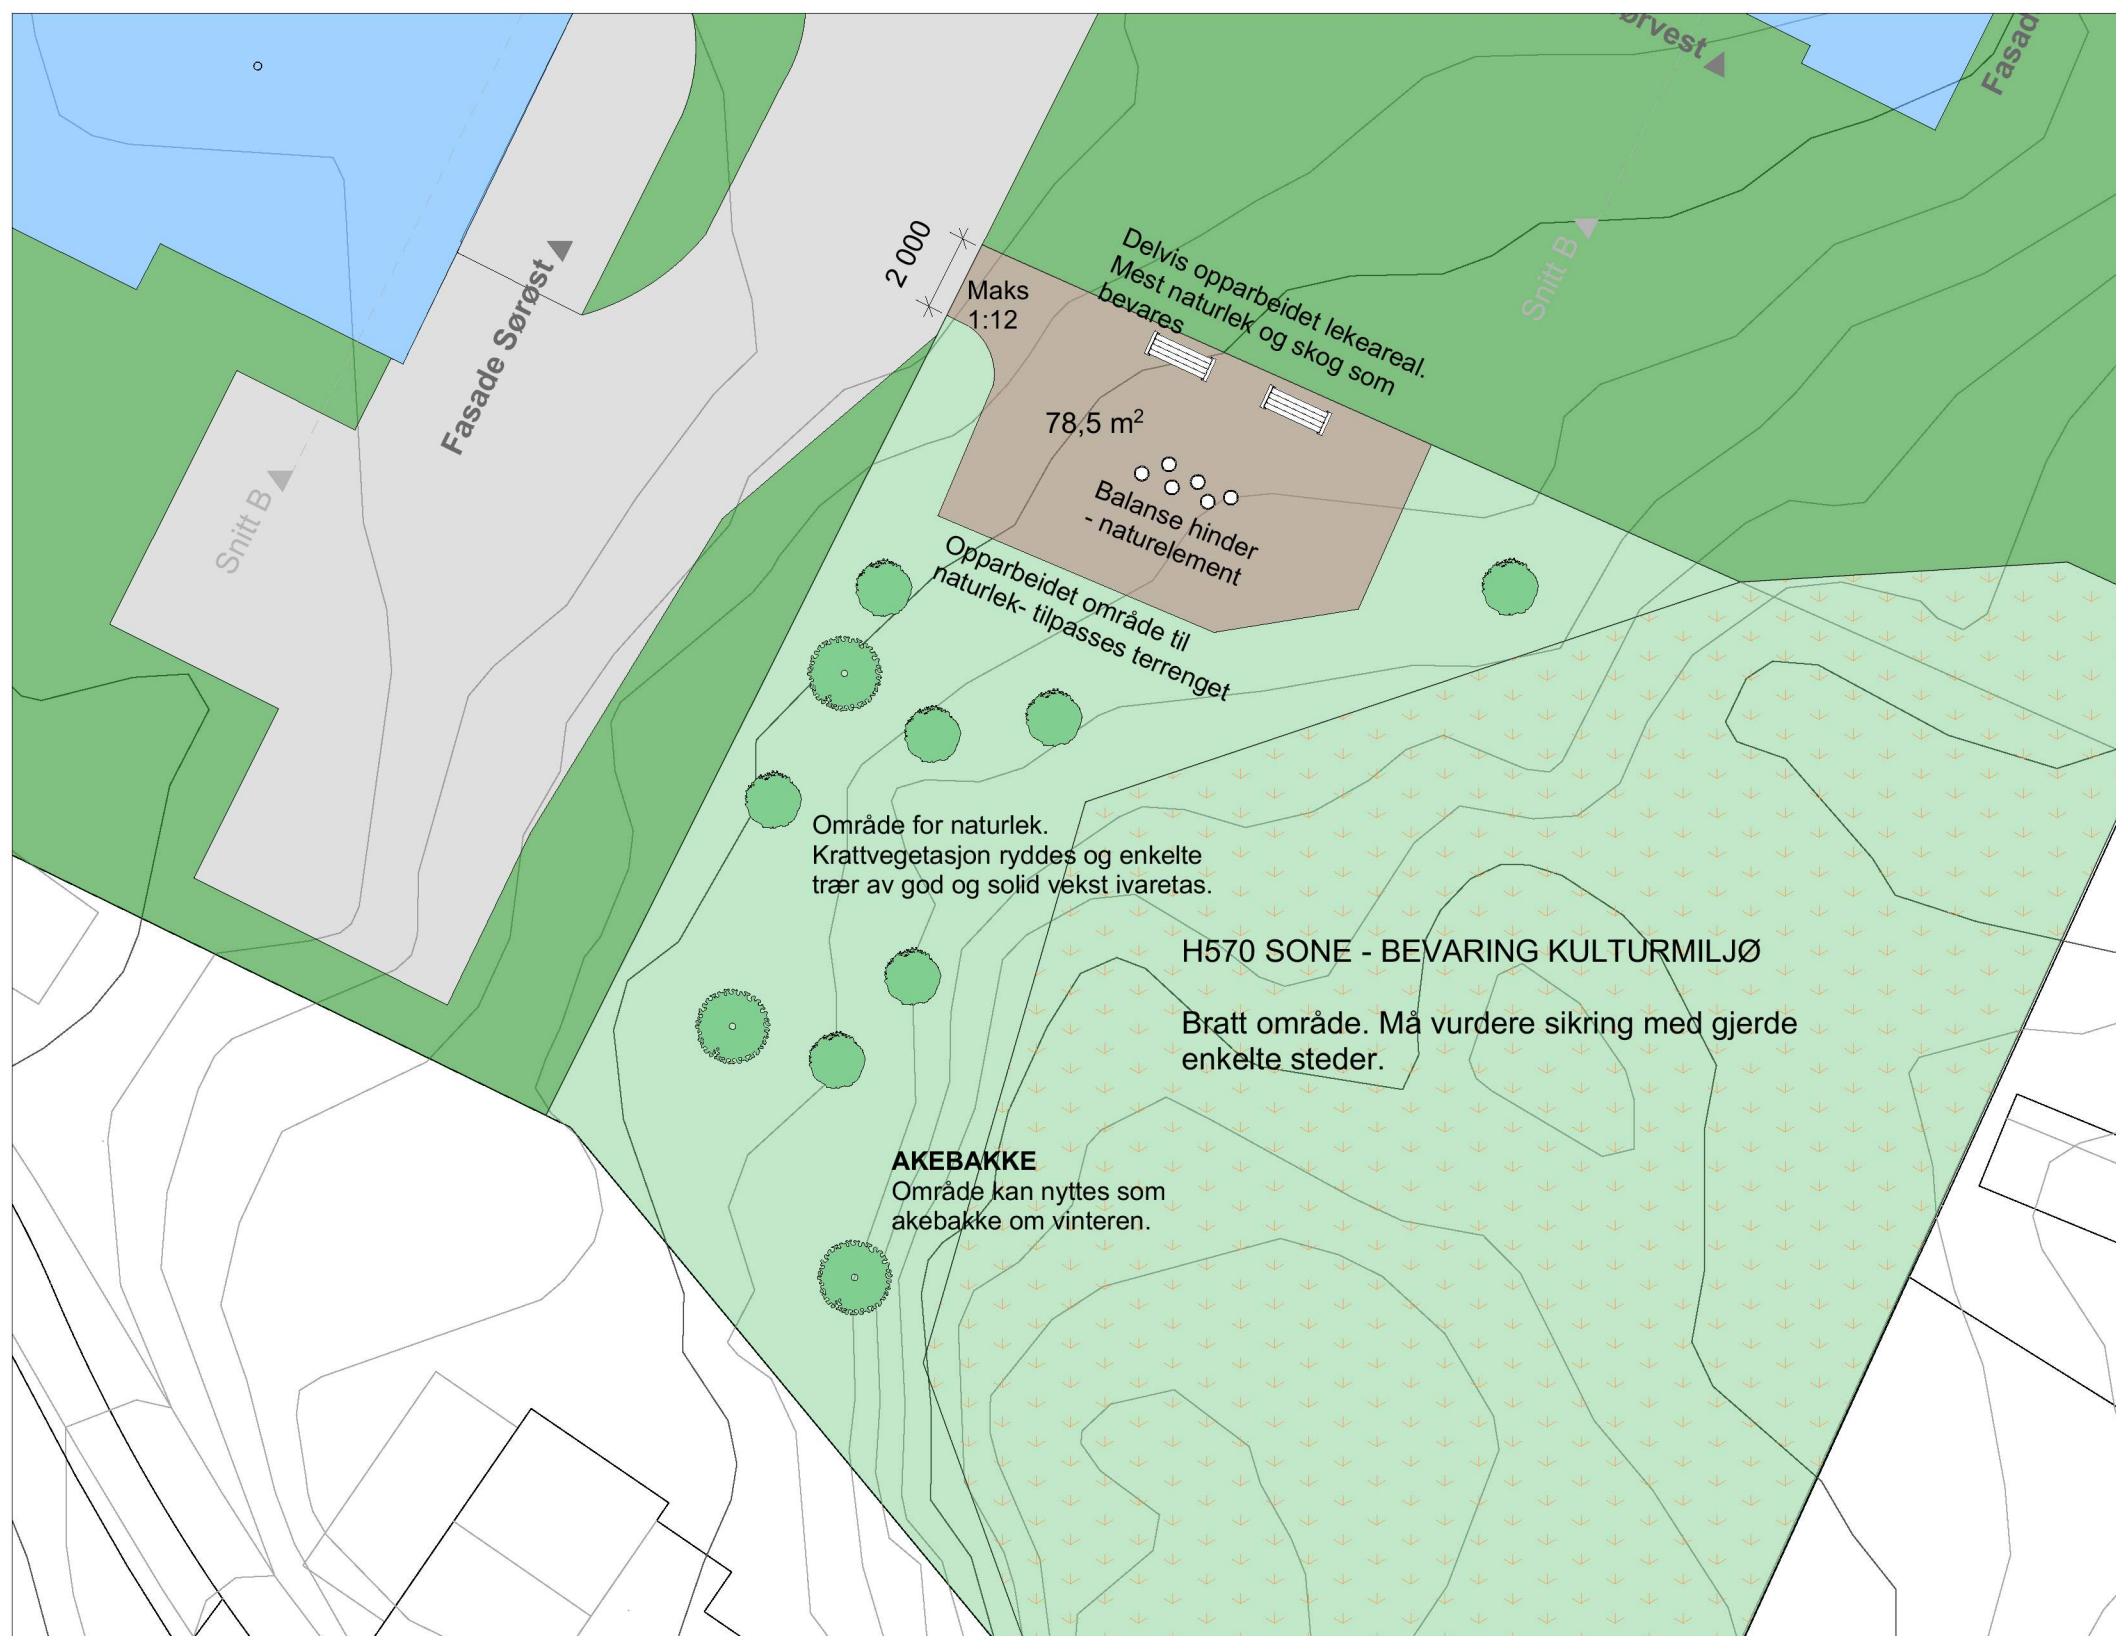 Fasade Sørøst
Snitt B
2 000
Maks
1:12
Delvis opparbeidet lekeareal.
Mest naturlek og skog som
bevares
Snitt B
78,5 m²
Balanse hinder
- naturelement
Opparbeidet område til
naturlek- tilpasses terrenget
Område for naturlek.
Krattvegetasjon ryddes og enkelte
trær av god og solid vekst ivaretas.
H570 SONE - BEVARING KULTURMILJØ
Bratt område. Må vurdere sikring med gjerde
enkelte steder.
AKEBAKKE
Område kan nyttes som
akebakke om vinteren.